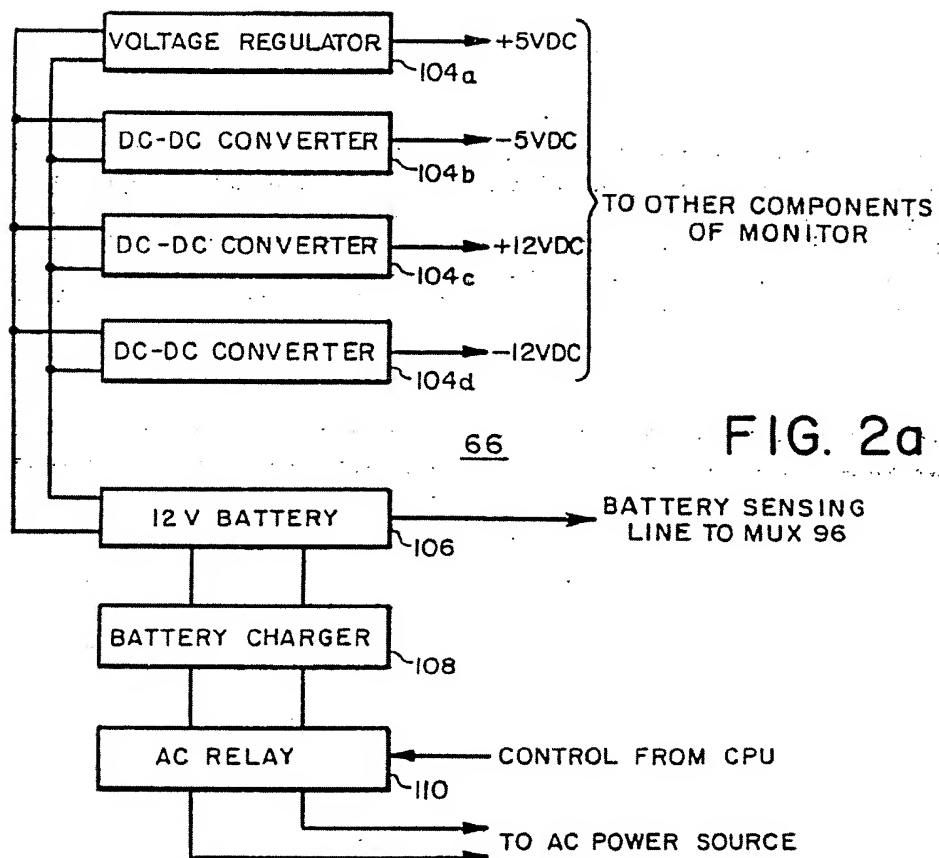 VOLTAGE REGULATOR
104a
+5VDC
DC-DC CONVERTER
104b
-5VDC
DC-DC CONVERTER
104c
+12VDC
DC-DC CONVERTER
104d
-12VDC
TO OTHER COMPONENTS
OF MONITOR
66
FIG. 2a
12V BATTERY
106
BATTERY SENSING
LINE TO MUX 96
BATTERY CHARGER
108
AC RELAY
110
CONTROL FROM CPU
TO AC POWER SOURCE